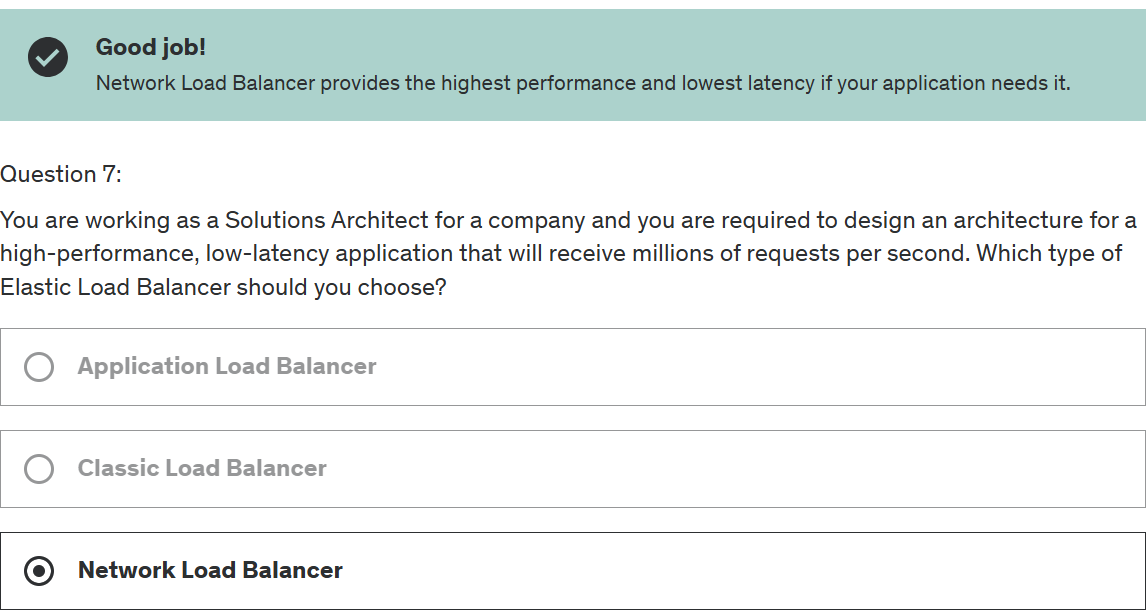 Good job!
Network Load Balancer provides the highest performance and lowest latency if your application needs it.
Question 7:
You are working as a Solutions Architect for a company and you are required to design an architecture for a
high-performance, low-latency application that will receive millions of requests per second. Which type of
Elastic Load Balancer should you choose?
Application Load Balancer
Classic Load Balancer
Network Load Balancer